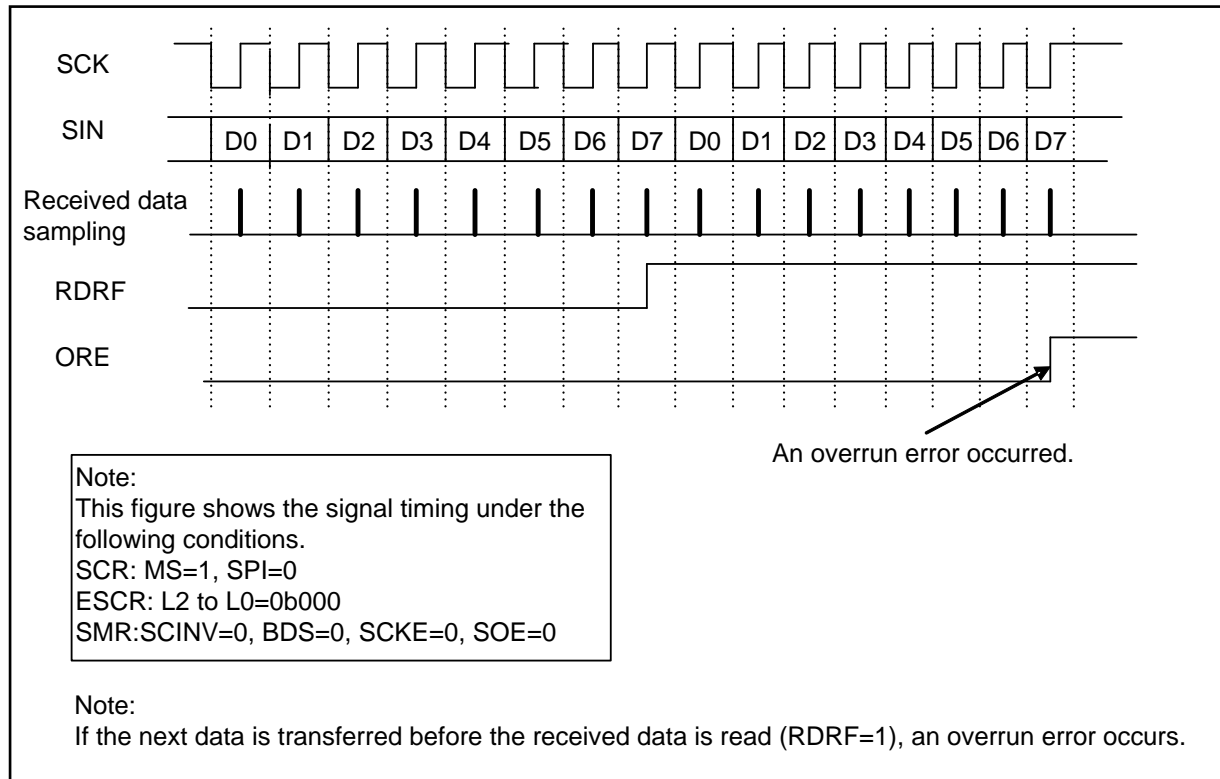 SCK
SIN
D0 D1 D2 D3 D4 D5 D6 D7 D0 D1 D2 D3 D4 D5 D6 D7
Received data
sampling
RDRF
ORE
An overrun error occurred.
Note:
This figure shows the signal timing under the
following conditions.
SCR: MS=1, SPI=0
ESCR: L2 to L0=0b000
SMR:SCINV=0, BDS=0, SCKE=0, SOE=0
Note:
If the next data is transferred before the received data is read (RDRF=1), an overrun error occurs.